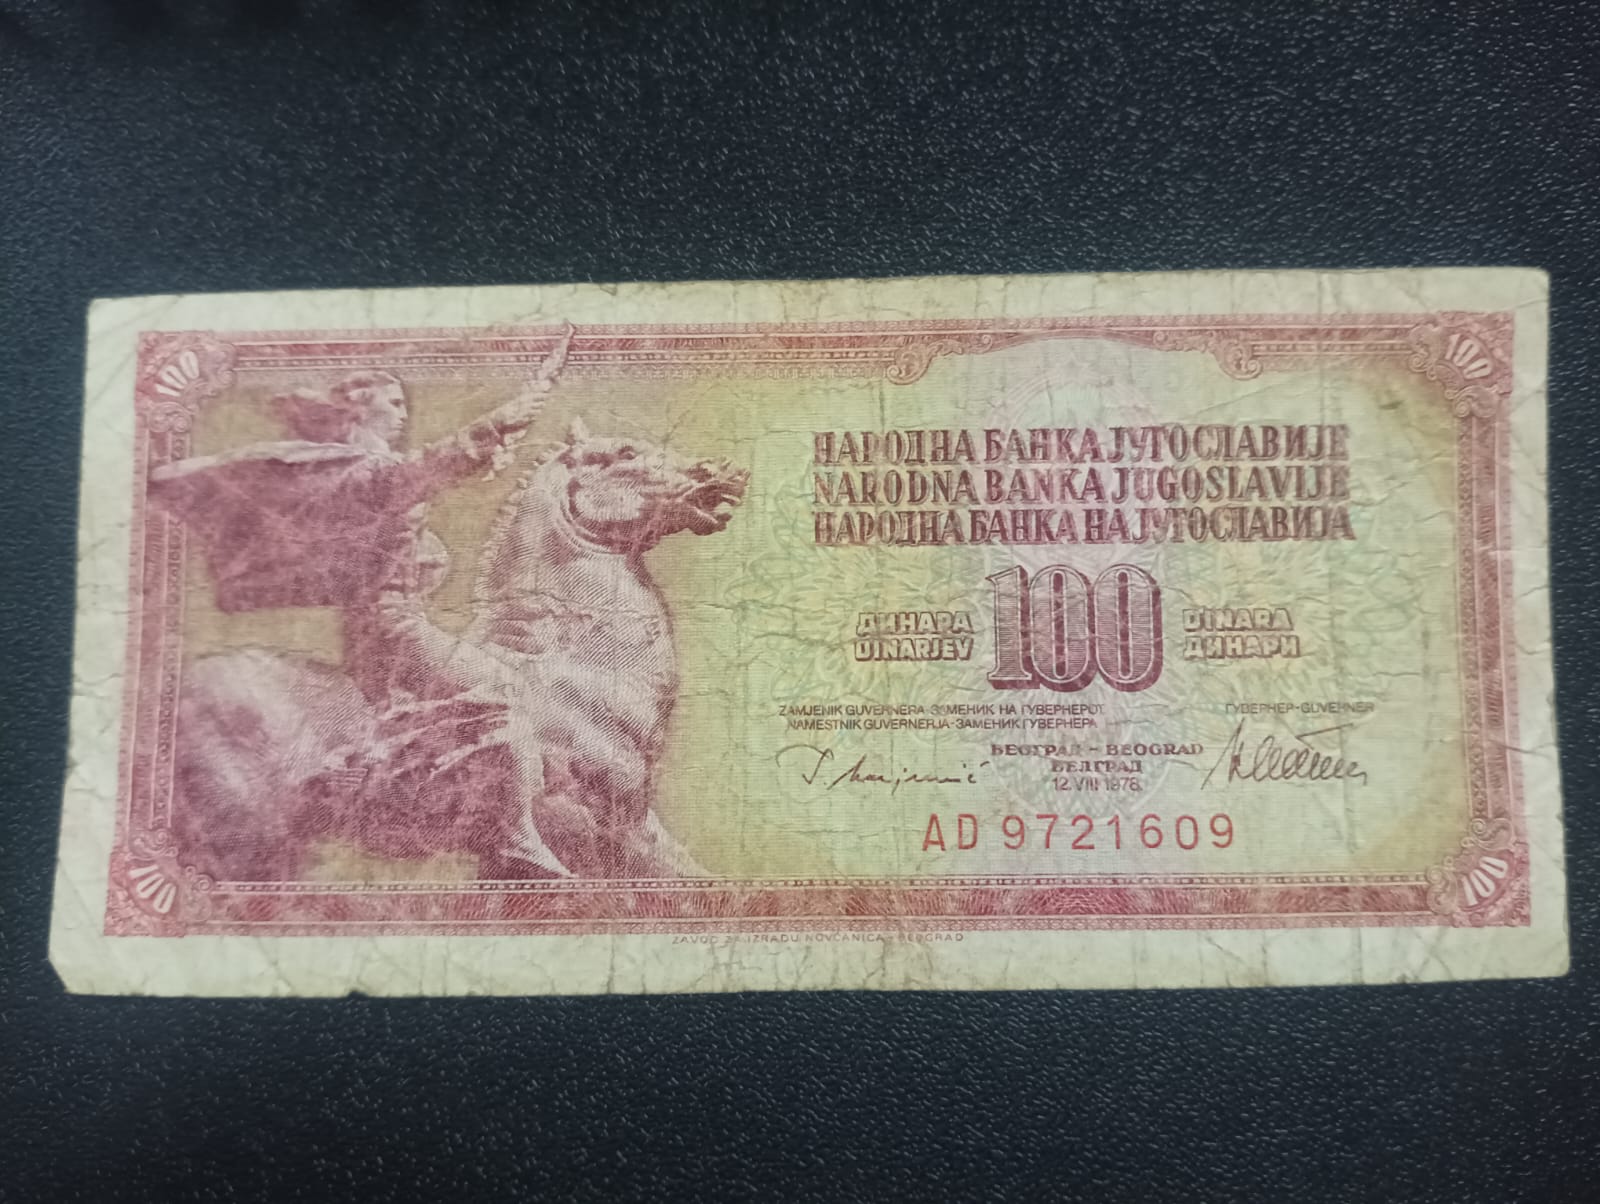 100
100
НАРОДНА БАНКА ЈУГОСЛАВИЈЕ
NARODNA BANKA JUGOSLAVIJE
НАРОДНА БАНКА НА ЈУГОСЛАВИЈА
ДИНАРА 100 DINARA
DINARJEV ДИНАРИ
ZAMJENIK GUVERNERA-ЗАМЕНИК НА ГУВЕРНЕРОТ ГУВЕРНЕР-GUVERNER
NAMESTNIK GUVERNERJA-ЗАМЕНИК ГУВЕРНЕРА
БЕОГРАД - BEOGRAD
БЕЛГРАД
12. VIII 1978.
AD 9721609
100
100
ZAVOD ZA IZRADU NOVČANICA - BEOGRAD